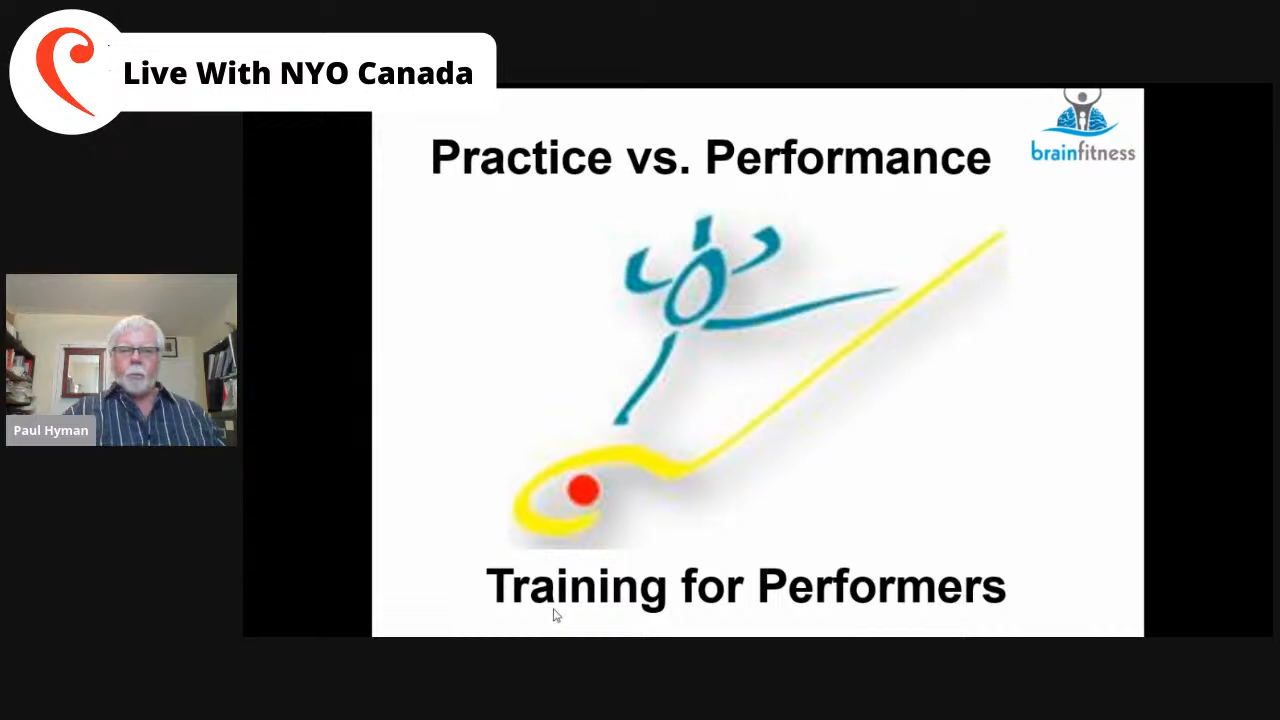 Live With NYO Canada
Practice vs. Performance
brainfitness
Paul Hyman
Training for Performers